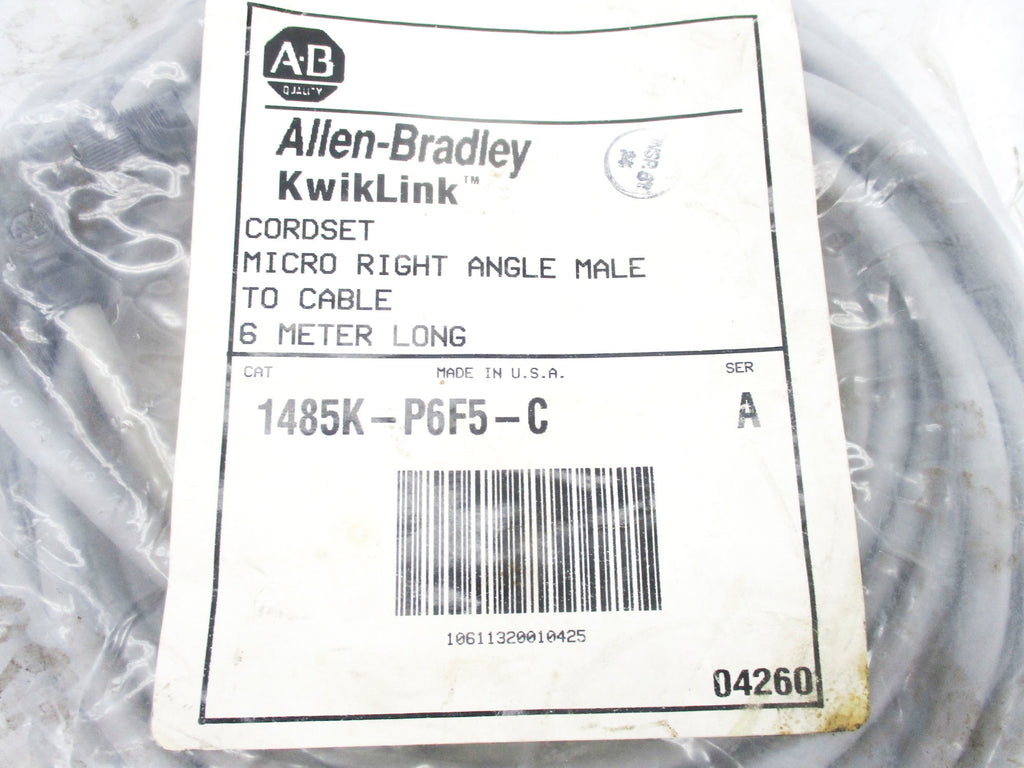 A·B
QUALITY
Allen-Bradley
KwikLink™
CORDSET
MICRO RIGHT ANGLE MALE
TO CABLE
6 METER LONG
CAT MADE IN U.S.A. SER
1485K-P6F5-C A
10611320010425
04260